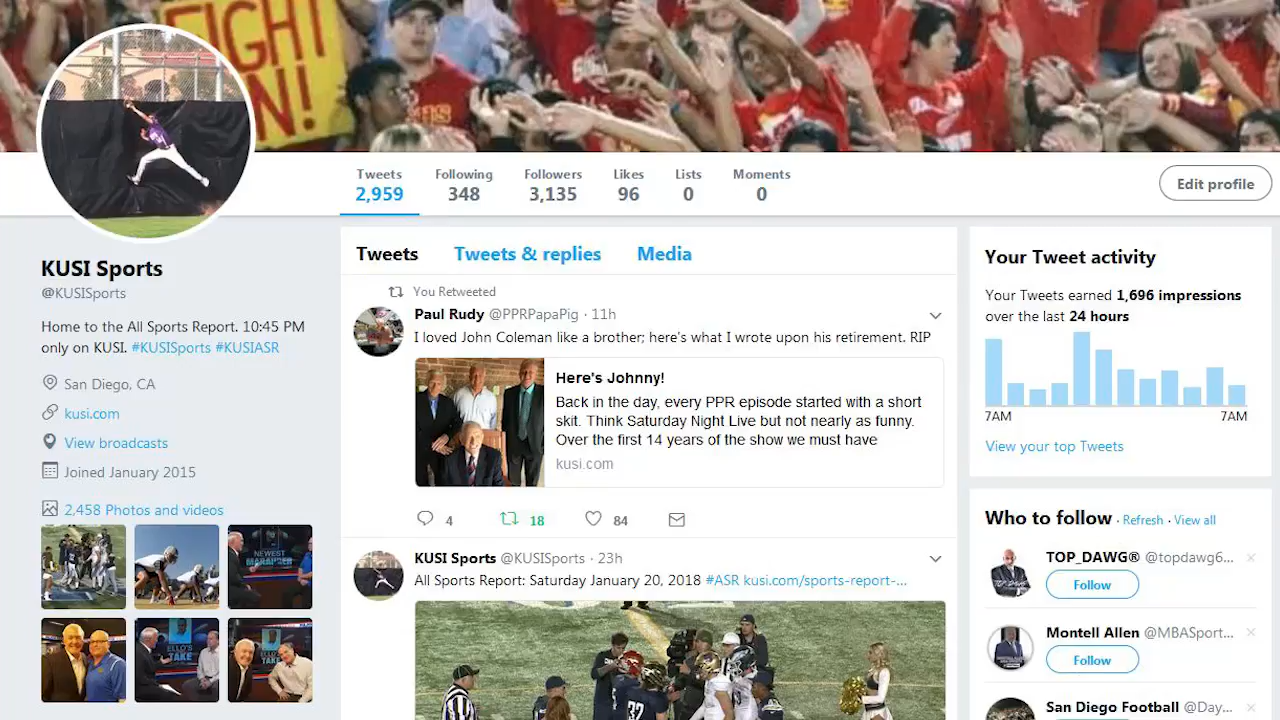 FIGHT
ON!
Tweets
2,959
Following
348
Followers
3,135
Likes
96
Lists
0
Moments
0
Edit profile
KUSI Sports
@KUSISports
Home to the All Sports Report. 10:45 PM
only on KUSI. #KUSISports #KUSIASR
San Diego, CA
kusi.com
View broadcasts
Joined January 2015
2,458 Photos and videos
NEWEST
MARAUDER
ELLO'S
TAKE
TAKE
Tweets Tweets & replies Media
You Retweeted
Paul Rudy @PPRPapaPig · 11h
I loved John Coleman like a brother; here's what I wrote upon his retirement. RIP
Here's Johnny!
Back in the day, every PPR episode started with a short
skit. Think Saturday Night Live but not nearly as funny.
Over the first 14 years of the show we must have
kusi.com
4 18 84
KUSI Sports @KUSISports · 23h
All Sports Report: Saturday January 20, 2018 #ASR kusi.com/sports-report-...
Your Tweet activity
Your Tweets earned 1,696 impressions
over the last 24 hours
7AM 7AM
View your top Tweets
Who to follow · Refresh · View all
TOP_DAWG® @topdawg6...
Follow
Montell Allen @MBASport...
Follow
San Diego Football @Day...